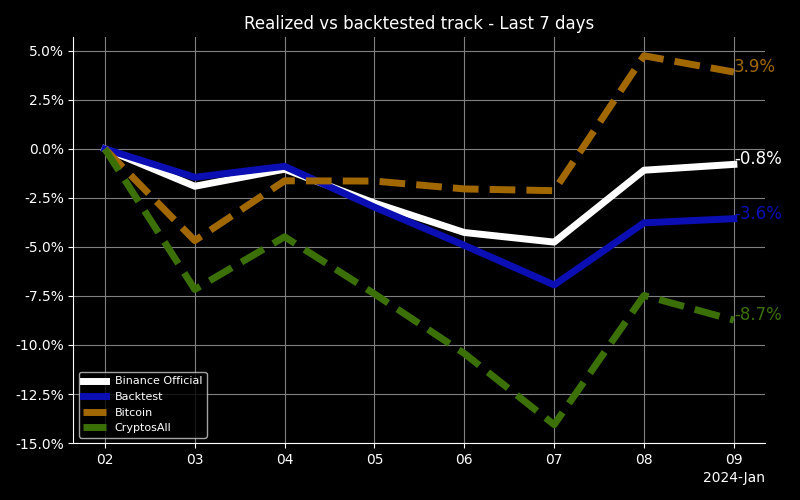 Realized vs backtested track - Last 7 days
5.0%
2.5%
0.0%
-2.5%
-5.0%
-7.5%
-10.0%
-12.5%
-15.0%
3.9%
-0.8%
-3.6%
-8.7%
Binance Official
Backtest
Bitcoin
CryptosAll
02 03 04 05 06 07 08 09
2024-Jan